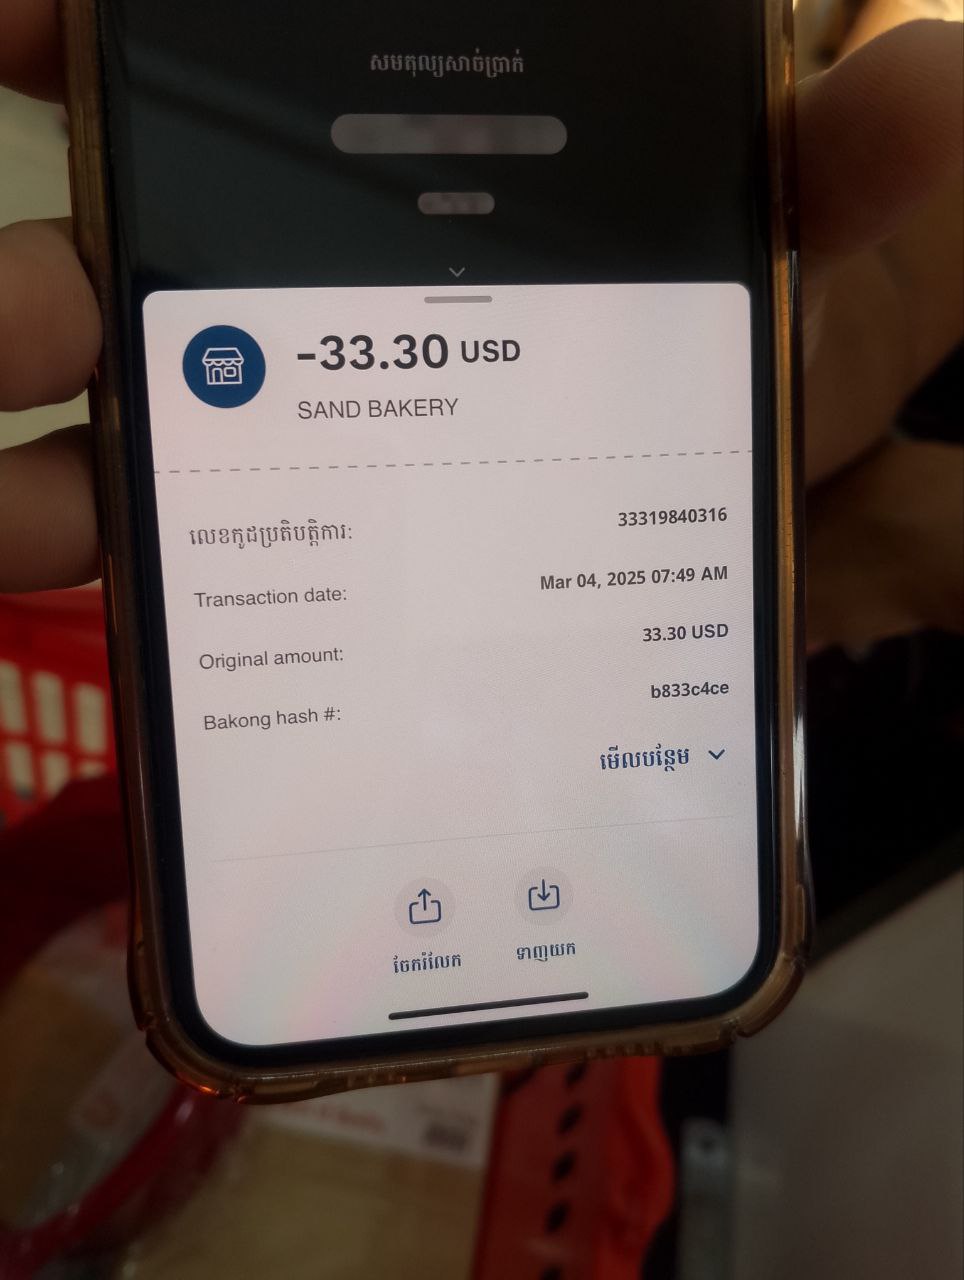 សមតុល្យសាច់ប្រាក់
-33.30 USD
SAND BAKERY
លេខកូដប្រតិបត្តិការ: 33319840316
Transaction date: Mar 04, 2025 07:49 AM
Original amount: 33.30 USD
Bakong hash #: b833c4ce
មើលបន្ថែម
ចែករំលែក ទាញយក